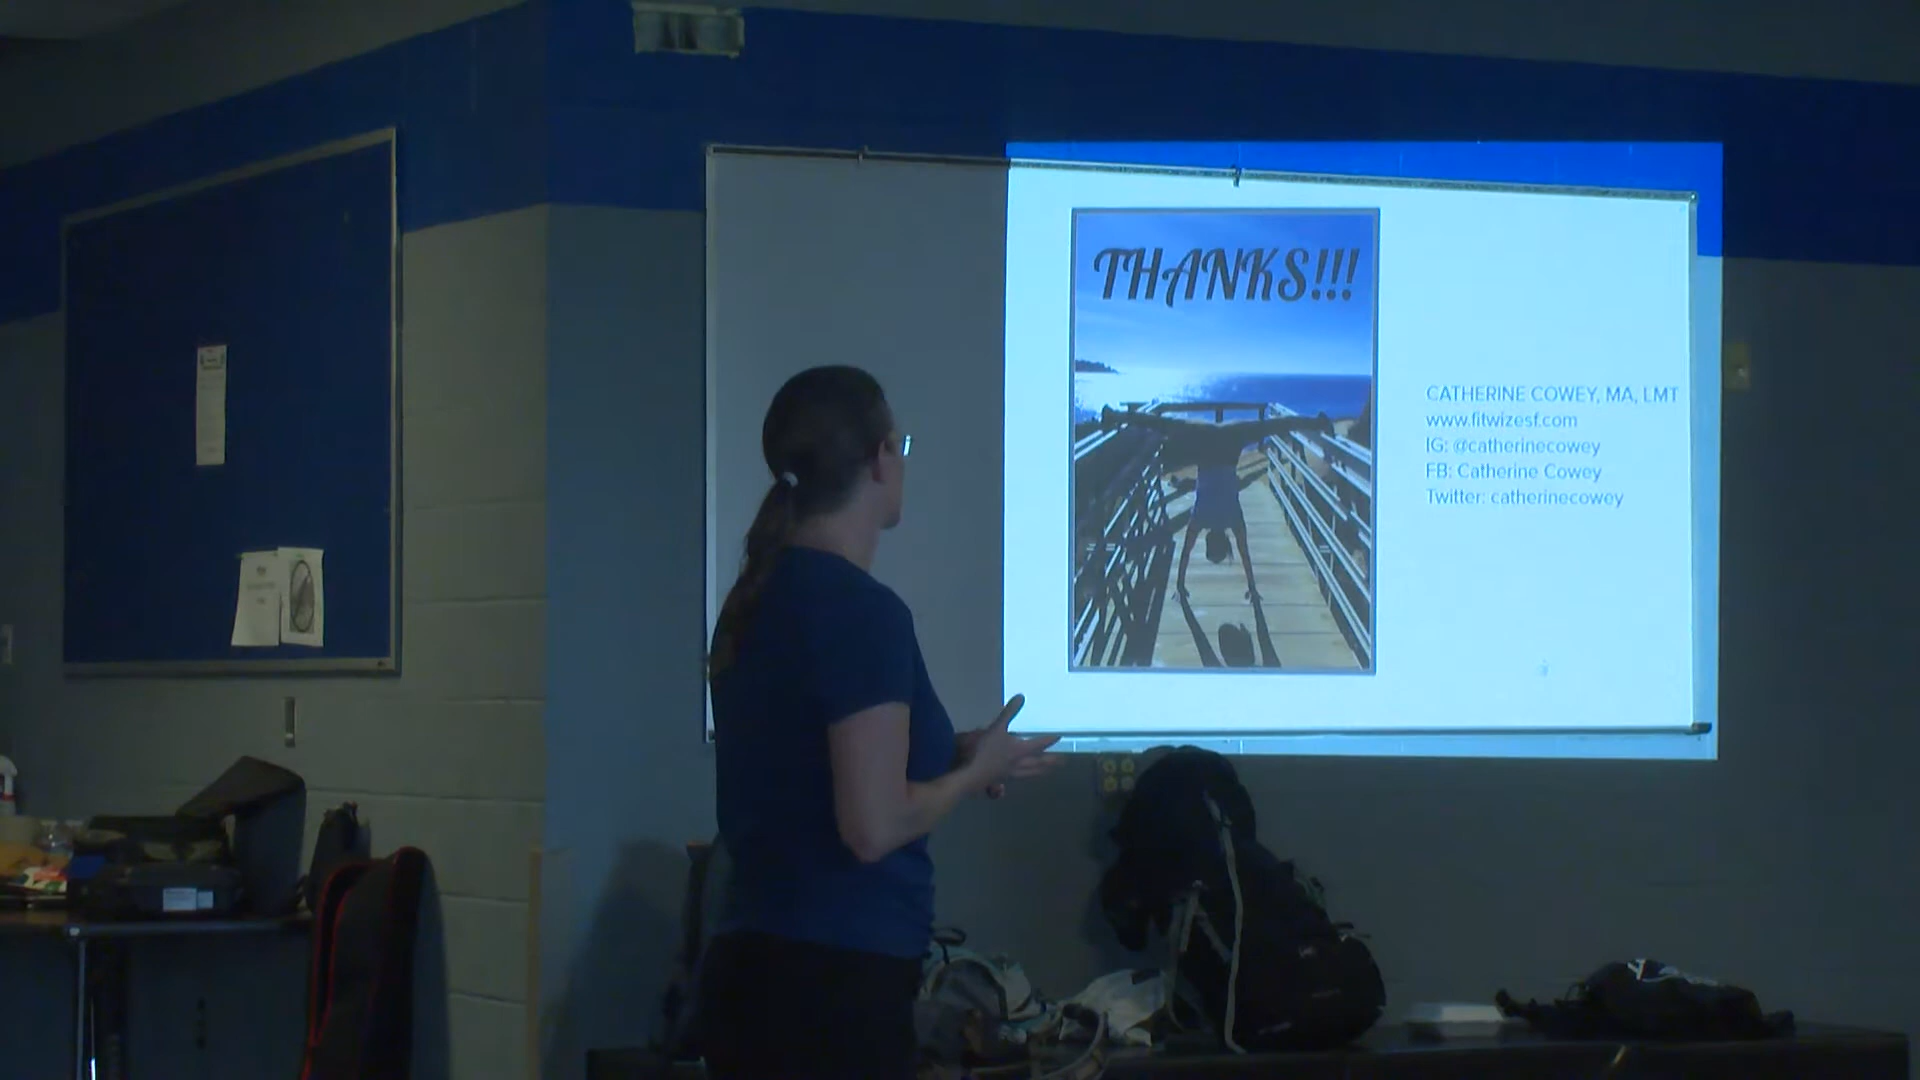 THANKS!!!
CATHERINE COWEY, MA, LMT
www.fitwizesf.com
IG: @catherinecowey
FB: Catherine Cowey
Twitter: catherinecowey